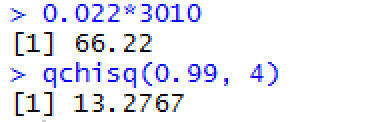 > 0.022*3010
[1] 66.22
> qchisq(0.99, 4)
[1] 13.2767